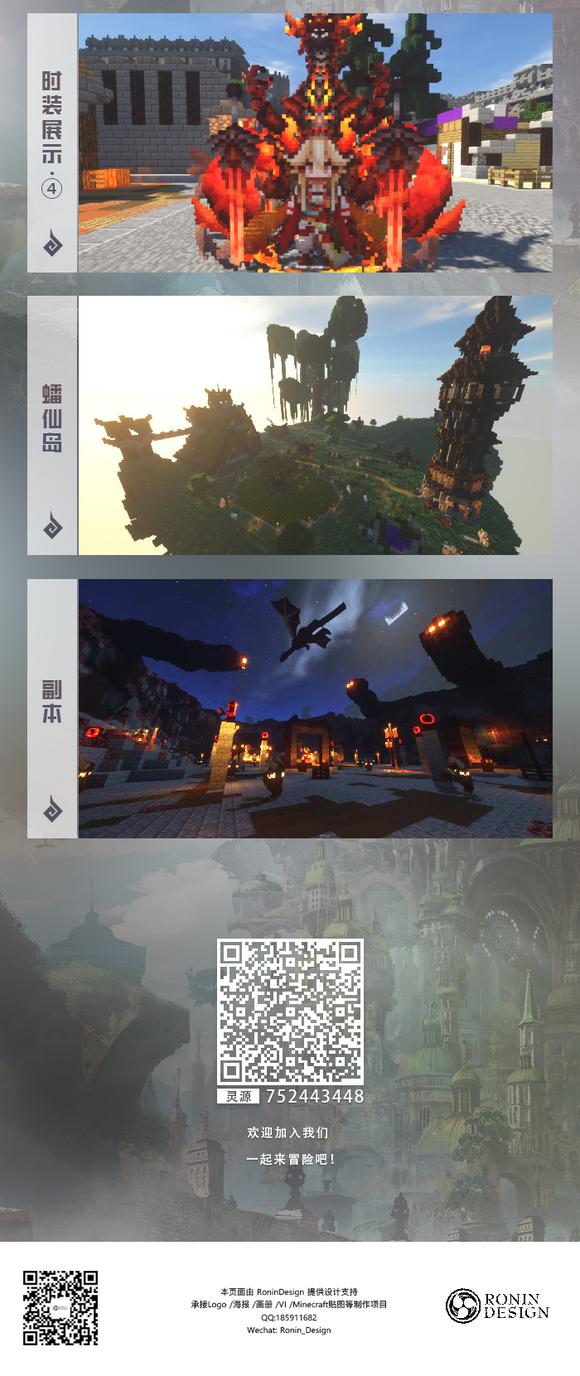 时装展示·④
蟠仙岛
副本
灵源 752443448
欢迎加入我们
一起来冒险吧!
本页面由 RoninDesign 提供设计支持
承接Logo /海报 /画册 /VI /Minecraft贴图等制作项目
QQ:185911682
Wechat: Ronin_Design
RONIN
DESIGN